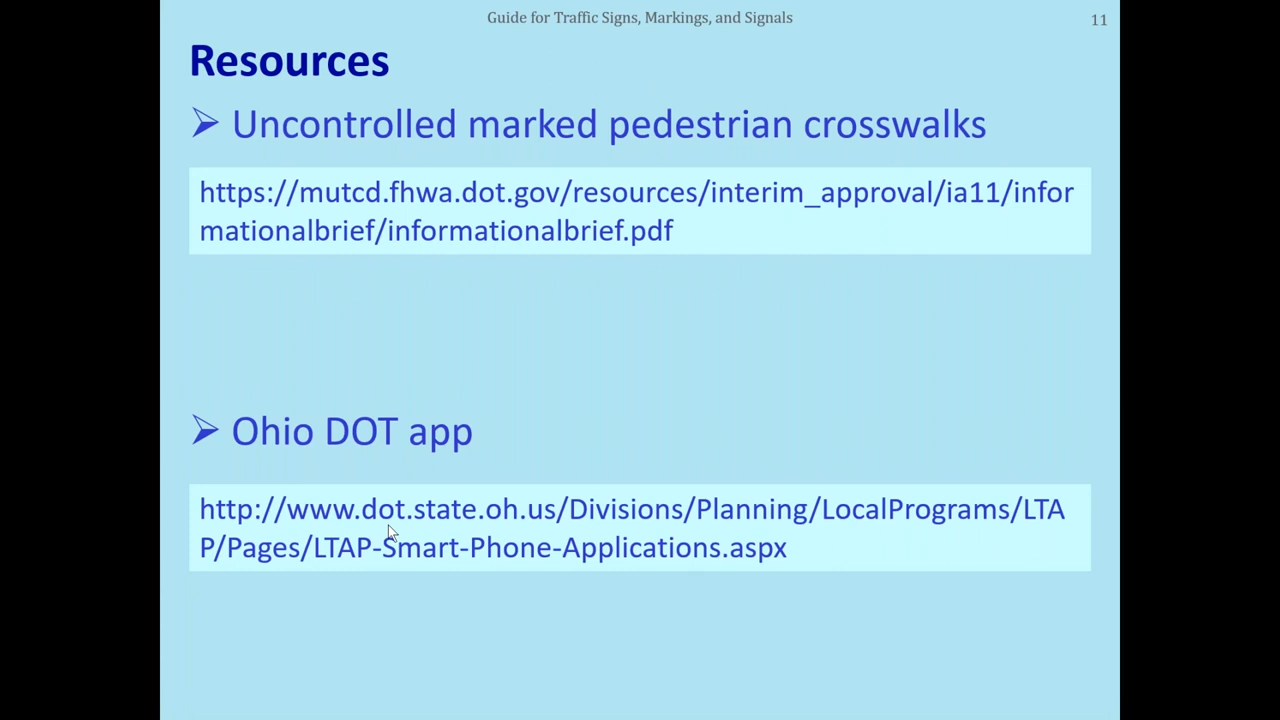 Guide for Traffic Signs, Markings, and Signals
11
Resources
➢ Uncontrolled marked pedestrian crosswalks
https://mutcd.fhwa.dot.gov/resources/interim_approval/ia11/infor
mationalbrief/informationalbrief.pdf
➢ Ohio DOT app
http://www.dot.state.oh.us/Divisions/Planning/LocalPrograms/LTA
P/Pages/LTAP-Smart-Phone-Applications.aspx